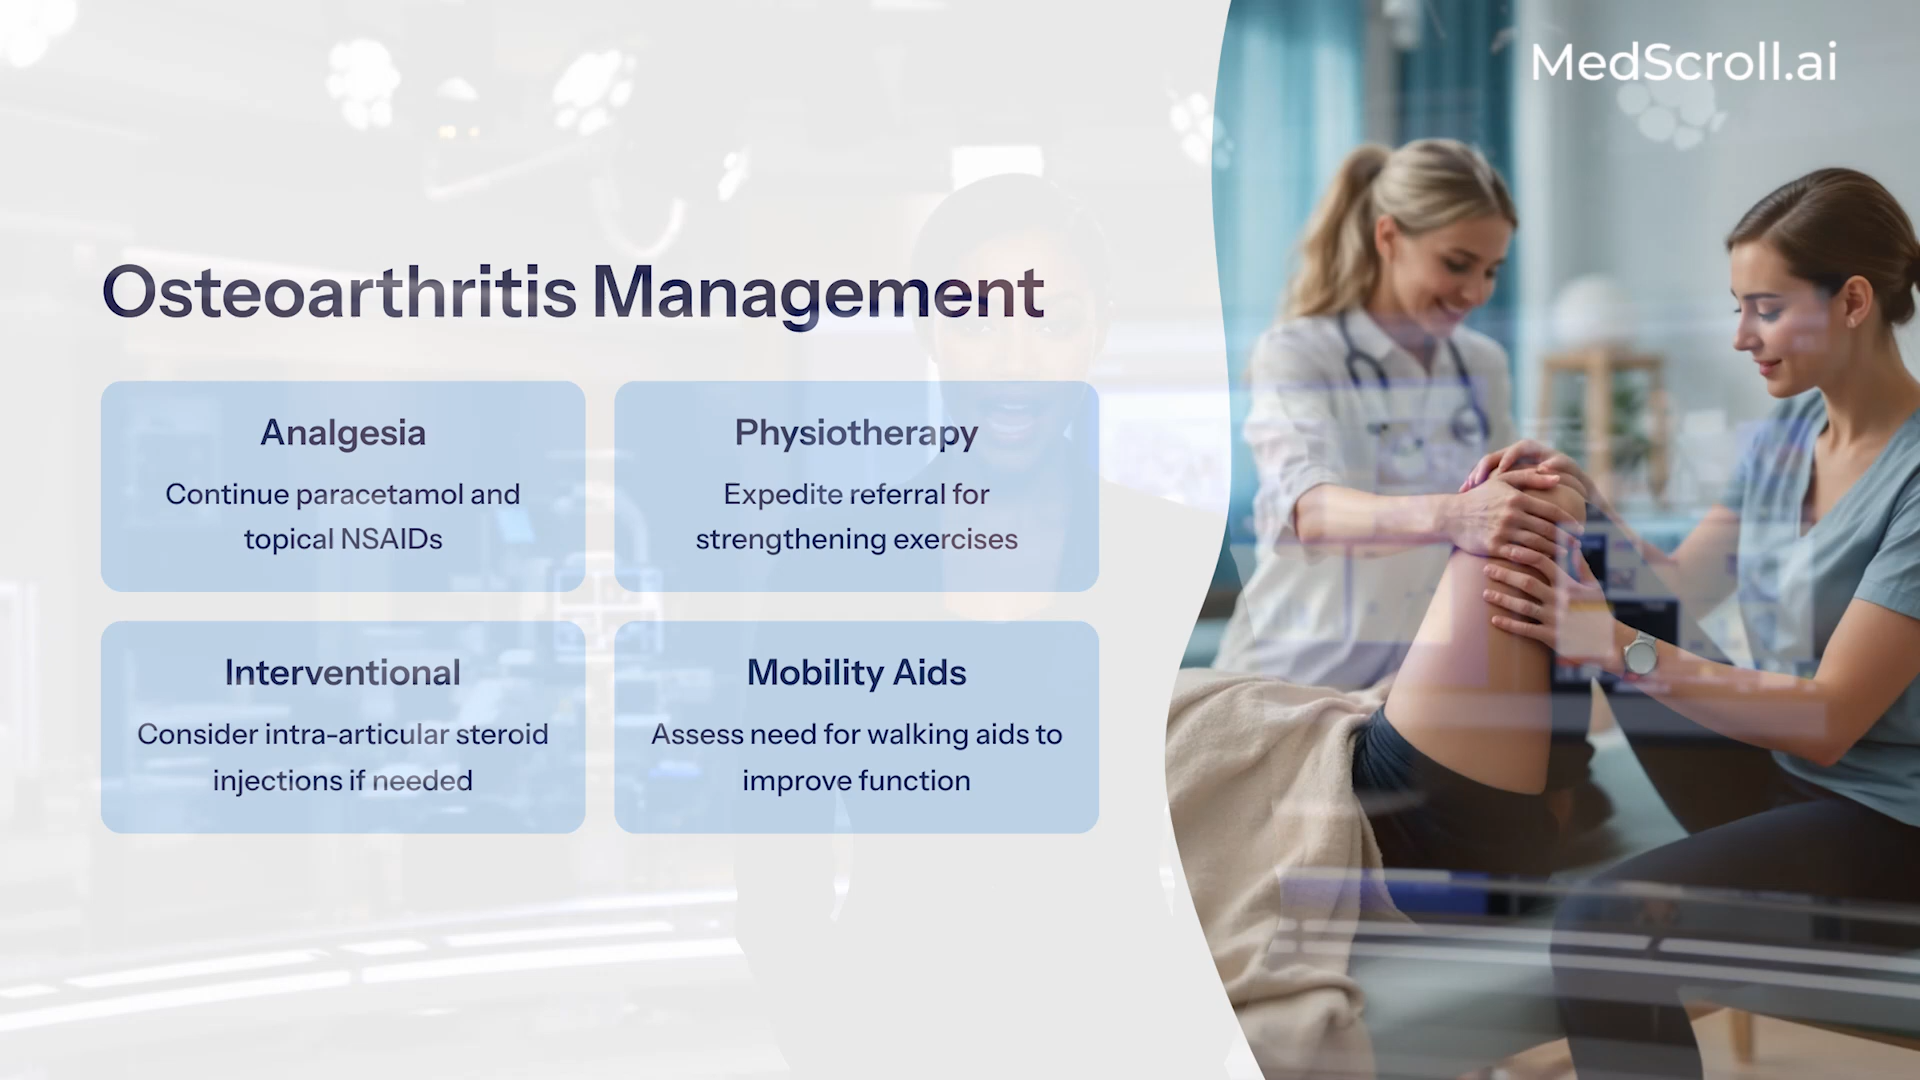 MedScroll.ai
Osteoarthritis Management
Analgesia
Continue paracetamol and
topical NSAIDs
Physiotherapy
Expedite referral for
strengthening exercises
Interventional
Consider intra-articular steroid
injections if needed
Mobility Aids
Assess need for walking aids to
improve function